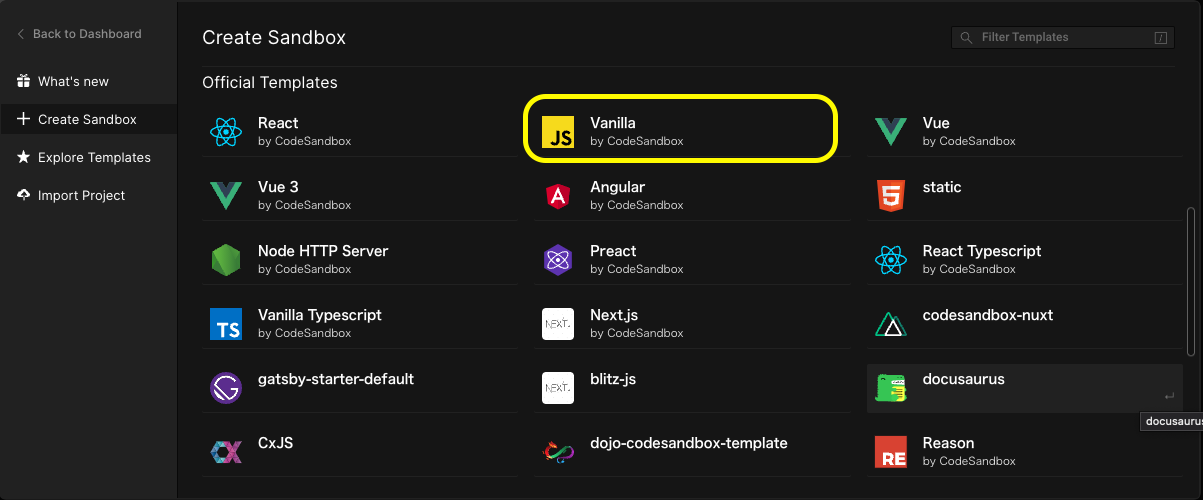 Back to Dashboard
What's new
Create Sandbox
Explore Templates
Import Project
Create Sandbox
Filter Templates
/
Official Templates
React
by CodeSandbox
JS
Vanilla
by CodeSandbox
Vue
by CodeSandbox
Vue 3
by CodeSandbox
A
Angular
by CodeSandbox
5
static
Node HTTP Server
by CodeSandbox
Preact
by CodeSandbox
React Typescript
by CodeSandbox
TS
Vanilla Typescript
by CodeSandbox
NEXT.
Next.js
by CodeSandbox
codesandbox-nuxt
gatsby-starter-default
NEXT.
blitz-js
docusaurus
docusaurus
CX
CxJS
dojo-codesandbox-template
RE
Reason
by CodeSandbox